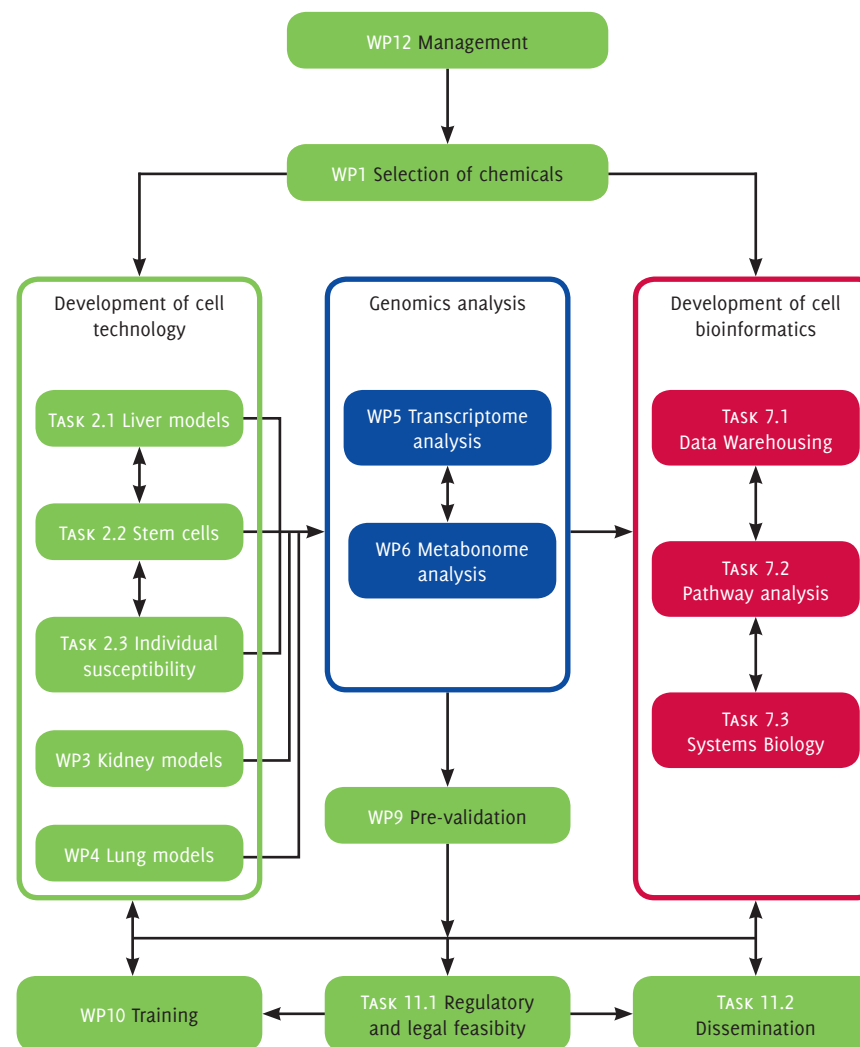 WP12 Management
WP1 Selection of chemicals
Development of cell
technology
Task 2.1 Liver models
Task 2.2 Stem cells
Task 2.3 Individual
susceptibility
WP3 Kidney models
WP4 Lung models
Genomics analysis
WP5 Transcriptome
analysis
WP6 Metabonome
analysis
Development of cell
bioinformatics
Task 7.1
Data Warehousing
Task 7.2
Pathway analysis
Task 7.3
Systems Biology
WP9 Pre-validation
WP10 Training
Task 11.1 Regulatory
and legal feasibity
Task 11.2
Dissemination